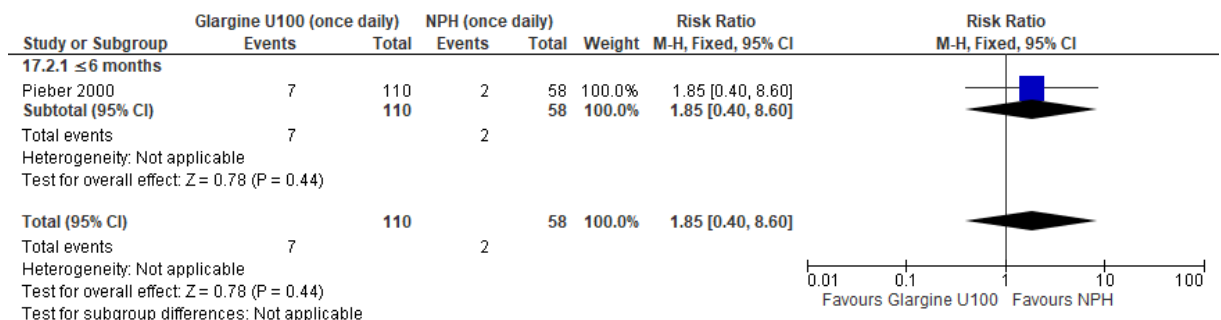 Glargine U100 (once daily) NPH (once daily) Risk Ratio Risk Ratio
Study or Subgroup Events Total Events Total Weight M-H, Fixed, 95% CI M-H, Fixed, 95% CI
17.2.1 ≤6 months
Pieber 2000 7 110 2 58 100.0% 1.85 [0.40, 8.60]
Subtotal (95% CI) 110 58 100.0% 1.85 [0.40, 8.60]
Total events 7 2
Heterogeneity: Not applicable
Test for overall effect: Z = 0.78 (P = 0.44)
Total (95% CI) 110 58 100.0% 1.85 [0.40, 8.60]
Total events 7 2
Heterogeneity: Not applicable
Test for overall effect: Z = 0.78 (P = 0.44)
Test for subgroup differences: Not applicable
0.01 0.1 1 10 100
Favours Glargine U100 Favours NPH